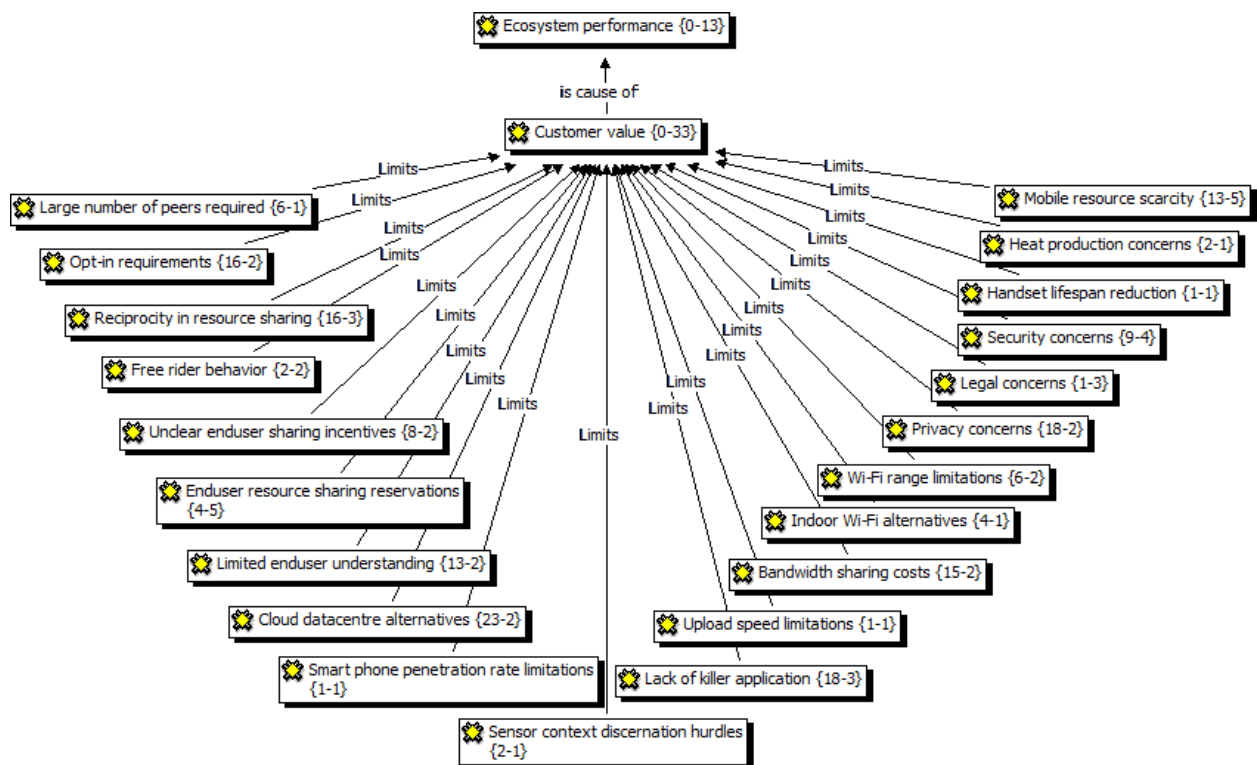 Ecosystem performance {0-13}
is cause of
Customer value {0-33}
Limits
Limits
Large number of peers required {6-1}
Mobile resource scarcity {13-5}
Limits
Limits
Limits
Heat production concerns {2-1}
Opt-in requirements {16-2}
Limits
Limits
Limits
Limits
Handset lifespan reduction {1-1}
Limits
Limits
Reciprocity in resource sharing {16-3}
Limits
Limits
Security concerns {9-4}
Limits
Limits
Free rider behavior {2-2}
Limits
Limits
Legal concerns {1-3}
Limits
Limits
Unclear enduser sharing incentives {8-2}
Limits
Privacy concerns {18-2}
Wi-Fi range limitations {6-2}
Enduser resource sharing reservations
{4-5}
Indoor Wi-Fi alternatives {4-1}
Limited enduser understanding {13-2}
Bandwidth sharing costs {15-2}
Cloud datacentre alternatives {23-2}
Upload speed limitations {1-1}
Smart phone penetration rate limitations
{1-1}
Lack of killer application {18-3}
Sensor context discernation hurdles
{2-1}